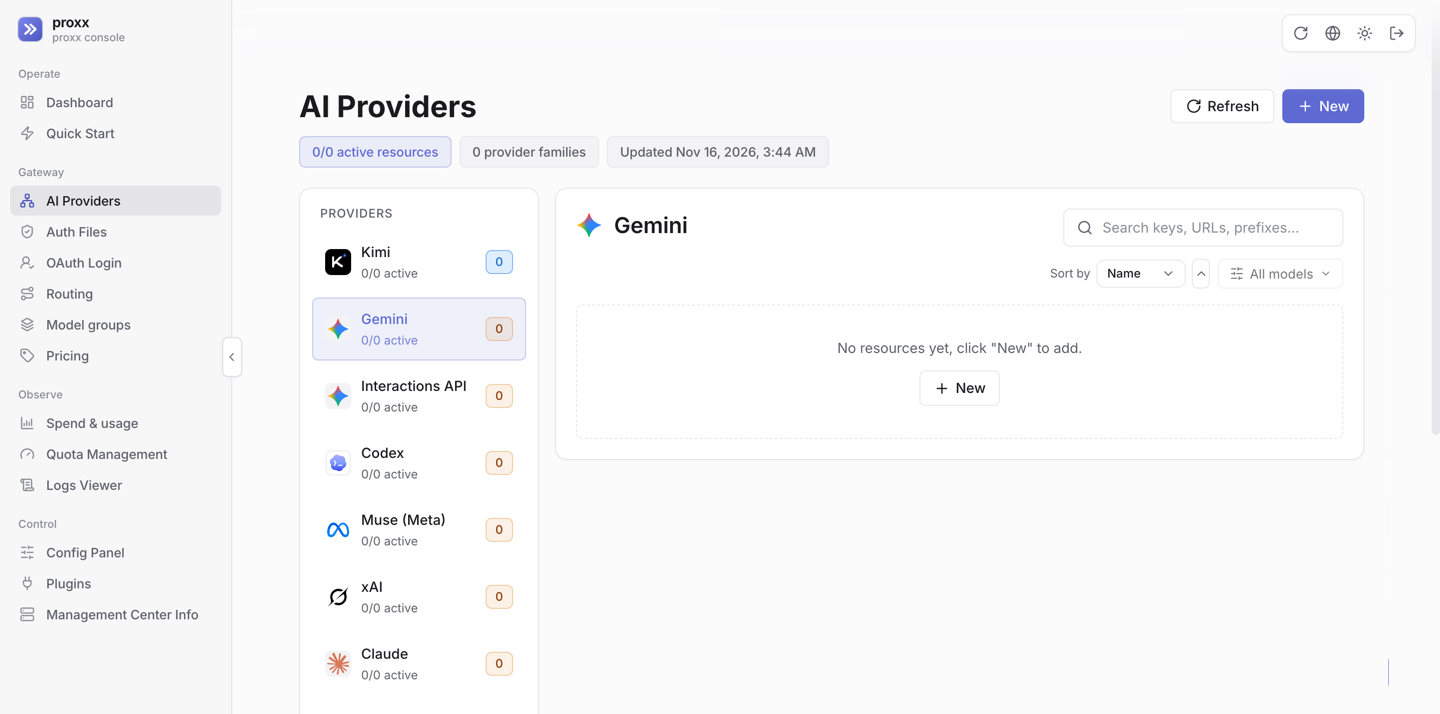 proxx
proxx console
Operate
Dashboard
Quick Start
Gateway
AI Providers
Auth Files
OAuth Login
Routing
Model groups
Pricing
Observe
Spend & usage
Quota Management
Logs Viewer
Control
Config Panel
Plugins
Management Center Info
AI Providers
Refresh
New
0/0 active resources
0 provider families
Updated Nov 16, 2026, 3:44 AM
PROVIDERS
Kimi
0/0 active
0
Gemini
0/0 active
0
Interactions API
0/0 active
0
Codex
0/0 active
0
Muse (Meta)
0/0 active
0
xAI
0/0 active
0
Claude
0/0 active
0
Gemini
Search keys, URLs, prefixes...
Sort by
Name
All models
No resources yet, click "New" to add.
New